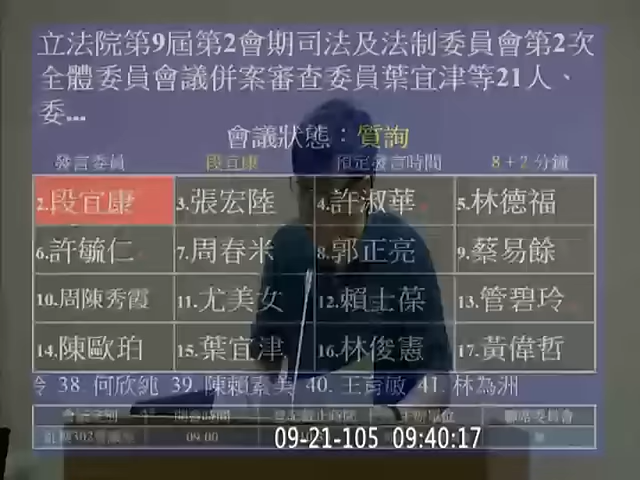 立法院第9屆第2會期司法及法制委員會第2次
全體委員會議併案審查委員葉宜津等21人、
委...
會議狀態：質詢
發言委員 段宜康 預定發言時間 8+2分鐘
2.段宜康 3.張宏陸 4.許淑華 5.林德福
6.許毓仁 7.周春米 8.郭正亮 9.蔡易餘
10.周陳秀霞 11.尤美女 12.賴士葆 13.管碧玲
14.陳歐珀 15.葉宜津 16.林俊憲 17.黃偉哲
38 何欣純 39. 陳賴素美 40. 王育敏 41. 林為洲
開會時間
09:00
09-21-105 09:40:17